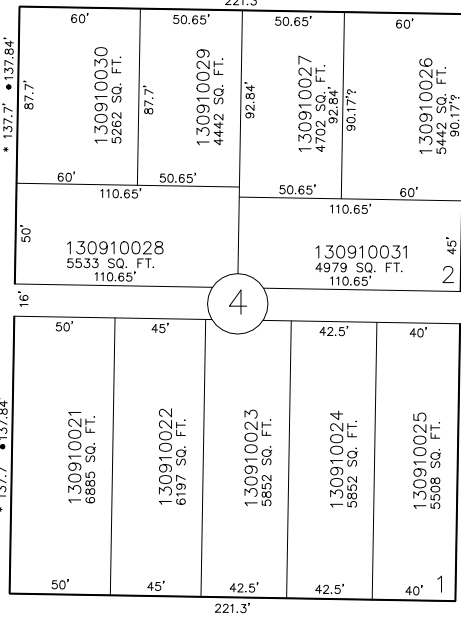 221.3'
60' 50.65' 50.65' 60'
* 137.7' ●137.84'
87.7'
130910030
5262 SQ. FT.
87.7'
130910029
4442 SQ. FT.
92.84'
130910027
4702 SQ. FT.
92.84'
90.17'?
130910026
5442 SQ. FT.
90.17'?
60' 50.65' 50.65' 60'
110.65' 110.65'
50'
130910028
5533 SQ. FT.
110.65'
130910031
4979 SQ. FT.
110.65'
45'
2
16'
4
50' 45' 42.5' 40'
* 137.7' ●137.84'
130910021
6885 SQ. FT.
130910022
6197 SQ. FT.
130910023
5852 SQ. FT.
130910024
5852 SQ. FT.
130910025
5508 SQ. FT.
1
50' 45' 42.5' 42.5' 40'
221.3'